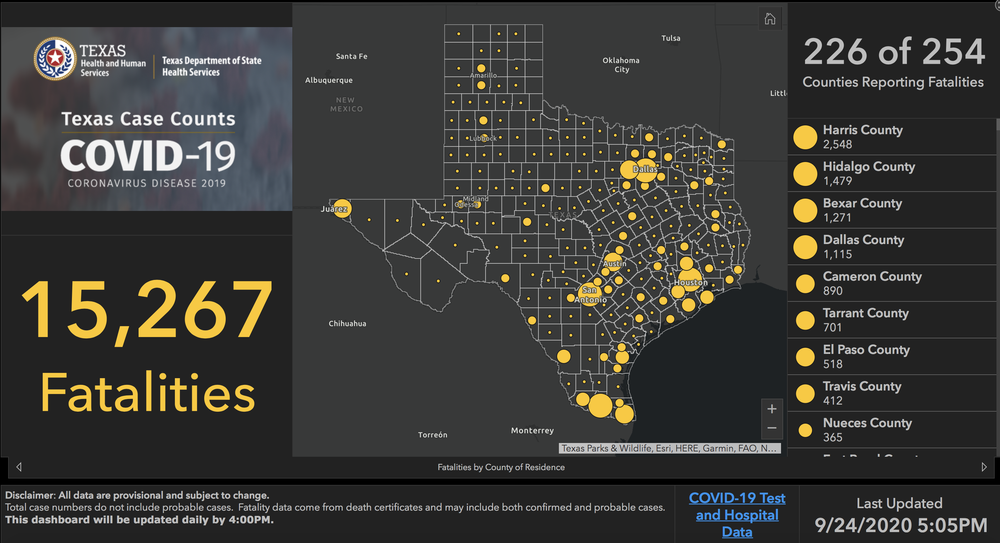 TEXAS
Health and Human
Services
Texas Department of State
Health Services
Texas Case Counts
COVID-19
CORONAVIRUS DISEASE 2019
15,267
Fatalities
Santa Fe
Albuquerque
NEW
MEXICO
Tulsa
Oklahoma
City
Littl
Amarillo
Lubbock
Dallas
Midland
Odessa
Juárez
TEXAS
Austin
Houston
San
Antonio
Chihuahua
Torreón
Monterrey
+
−
Texas Parks & Wildlife, Esri, HERE, Garmin, FAO, N...
226 of 254
Counties Reporting Fatalities
Harris County
2,548
Hidalgo County
1,479
Bexar County
1,271
Dallas County
1,115
Cameron County
890
Tarrant County
701
El Paso County
518
Travis County
412
Nueces County
365
Fatalities by County of Residence
Disclaimer: All data are provisional and subject to change.
Total case numbers do not include probable cases. Fatality data come from death certificates and may include both confirmed and probable cases.
This dashboard will be updated daily by 4:00PM.
COVID-19 Test
and Hospital
Data
Last Updated
9/24/2020 5:05PM